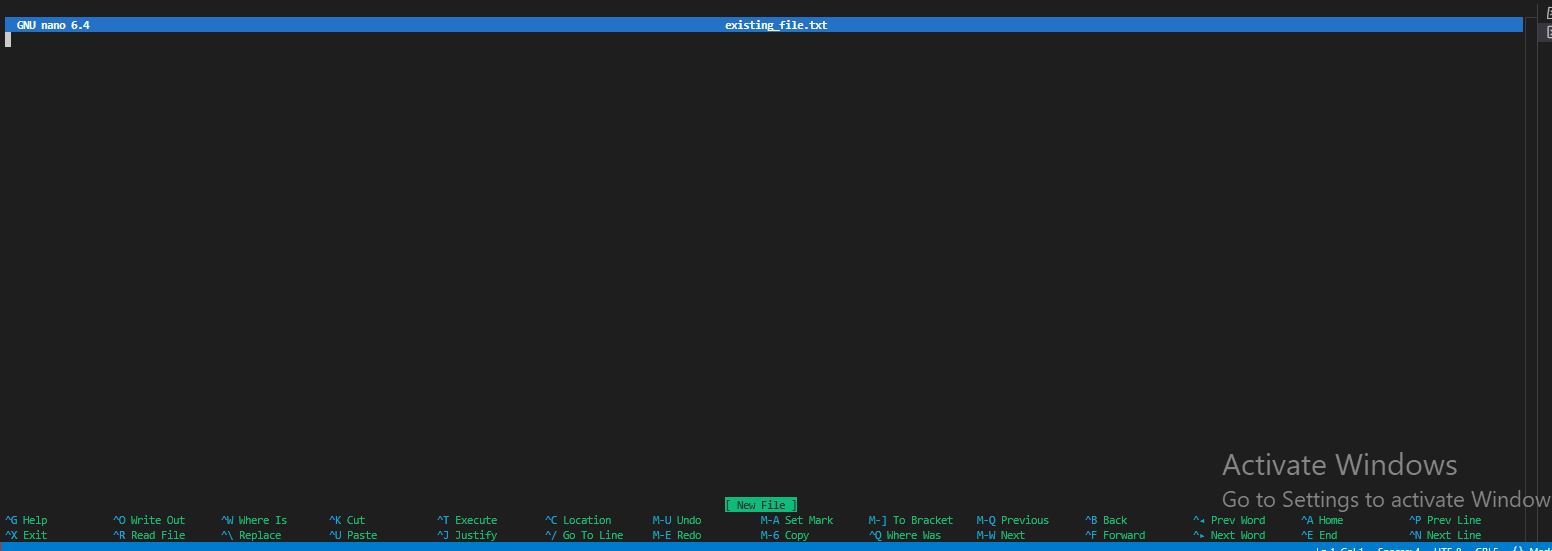 GNU nano 6.4 existing_file.txt
[ New File ]
^G Help ^O Write Out ^W Where Is ^K Cut ^T Execute ^C Location M-U Undo M-A Set Mark M-] To Bracket M-Q Previous ^B Back ^◂ Prev Word ^A Home ^P Prev Line
^X Exit ^R Read File ^\ Replace ^U Paste ^J Justify ^/ Go To Line M-E Redo M-6 Copy ^Q Where Was M-W Next ^F Forward ^▸ Next Word ^E End ^N Next Line
Activate Windows
Go to Settings to activate Window